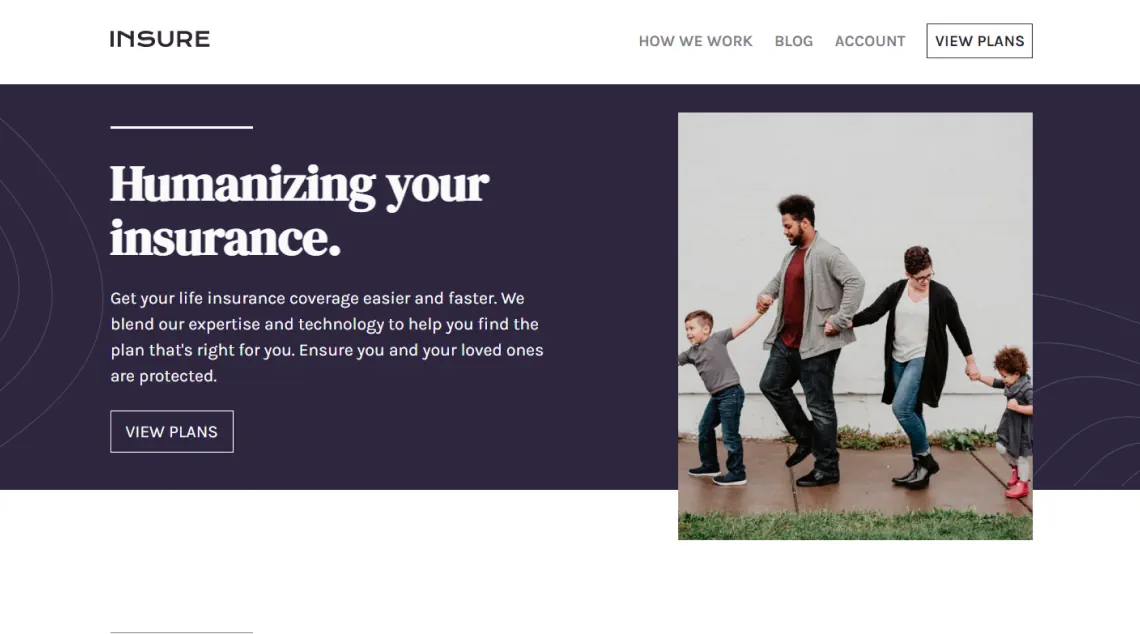 INSURE
HOW WE WORK
BLOG
ACCOUNT
VIEW PLANS
Humanizing your
insurance.
Get your life insurance coverage easier and faster. We
blend our expertise and technology to help you find the
plan that's right for you. Ensure you and your loved ones
are protected.
VIEW PLANS